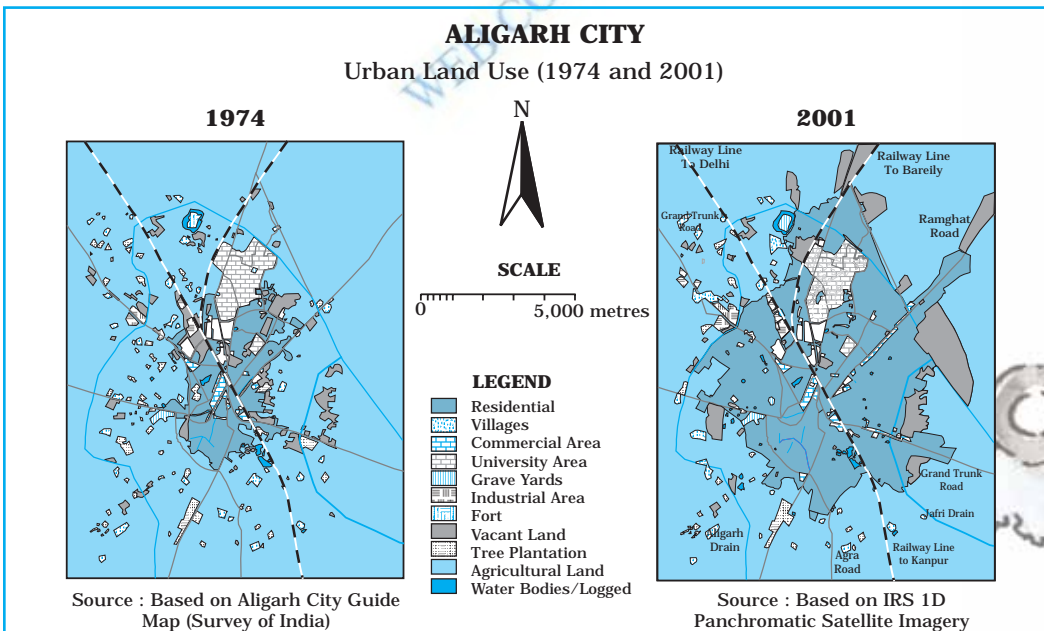 WEB CO
ALIGARH CITY
Urban Land Use (1974 and 2001)
1974
N
SCALE
0
5,000 metres
LEGEND
Residential
Villages
Commercial Area
University Area
Grave Yards
Industrial Area
Fort
Vacant Land
Tree Plantation
Agricultural Land
Water Bodies/Logged
Source : Based on Aligarh City Guide
Map (Survey of India)
2001
Railway Line
To Delhi
Railway Line
To Bareily
Grand Trunk
Road
Ramghat
Road
Grand Trunk
Road
Jafri Drain
Aligarh
Drain
Agra
Road
Railway Line
to Kanpur
Source : Based on IRS 1D
Panchromatic Satellite Imagery